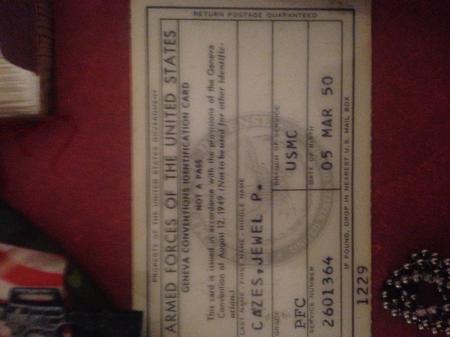 RETURN POSTAGE GUARANTEED
PROPERTY OF THE UNITED STATES GOVERNMENT
ARMED FORCES OF THE UNITED STATES
GENEVA CONVENTIONS IDENTIFICATION CARD
NOT A PASS
This card is issued in accordance with the provisions of the Geneva
Convention of August 12, 1949. (Not to be used for other identific-
ation.)
LAST NAME - FIRST NAME - MIDDLE NAME
CAZES, JEWEL P.
GRADE
PFC
BRANCH OF SERVICE
USMC
SERVICE NUMBER
2601364
DATE OF BIRTH
05 MAR 50
IF FOUND, DROP IN NEAREST U.S. MAIL BOX
1229